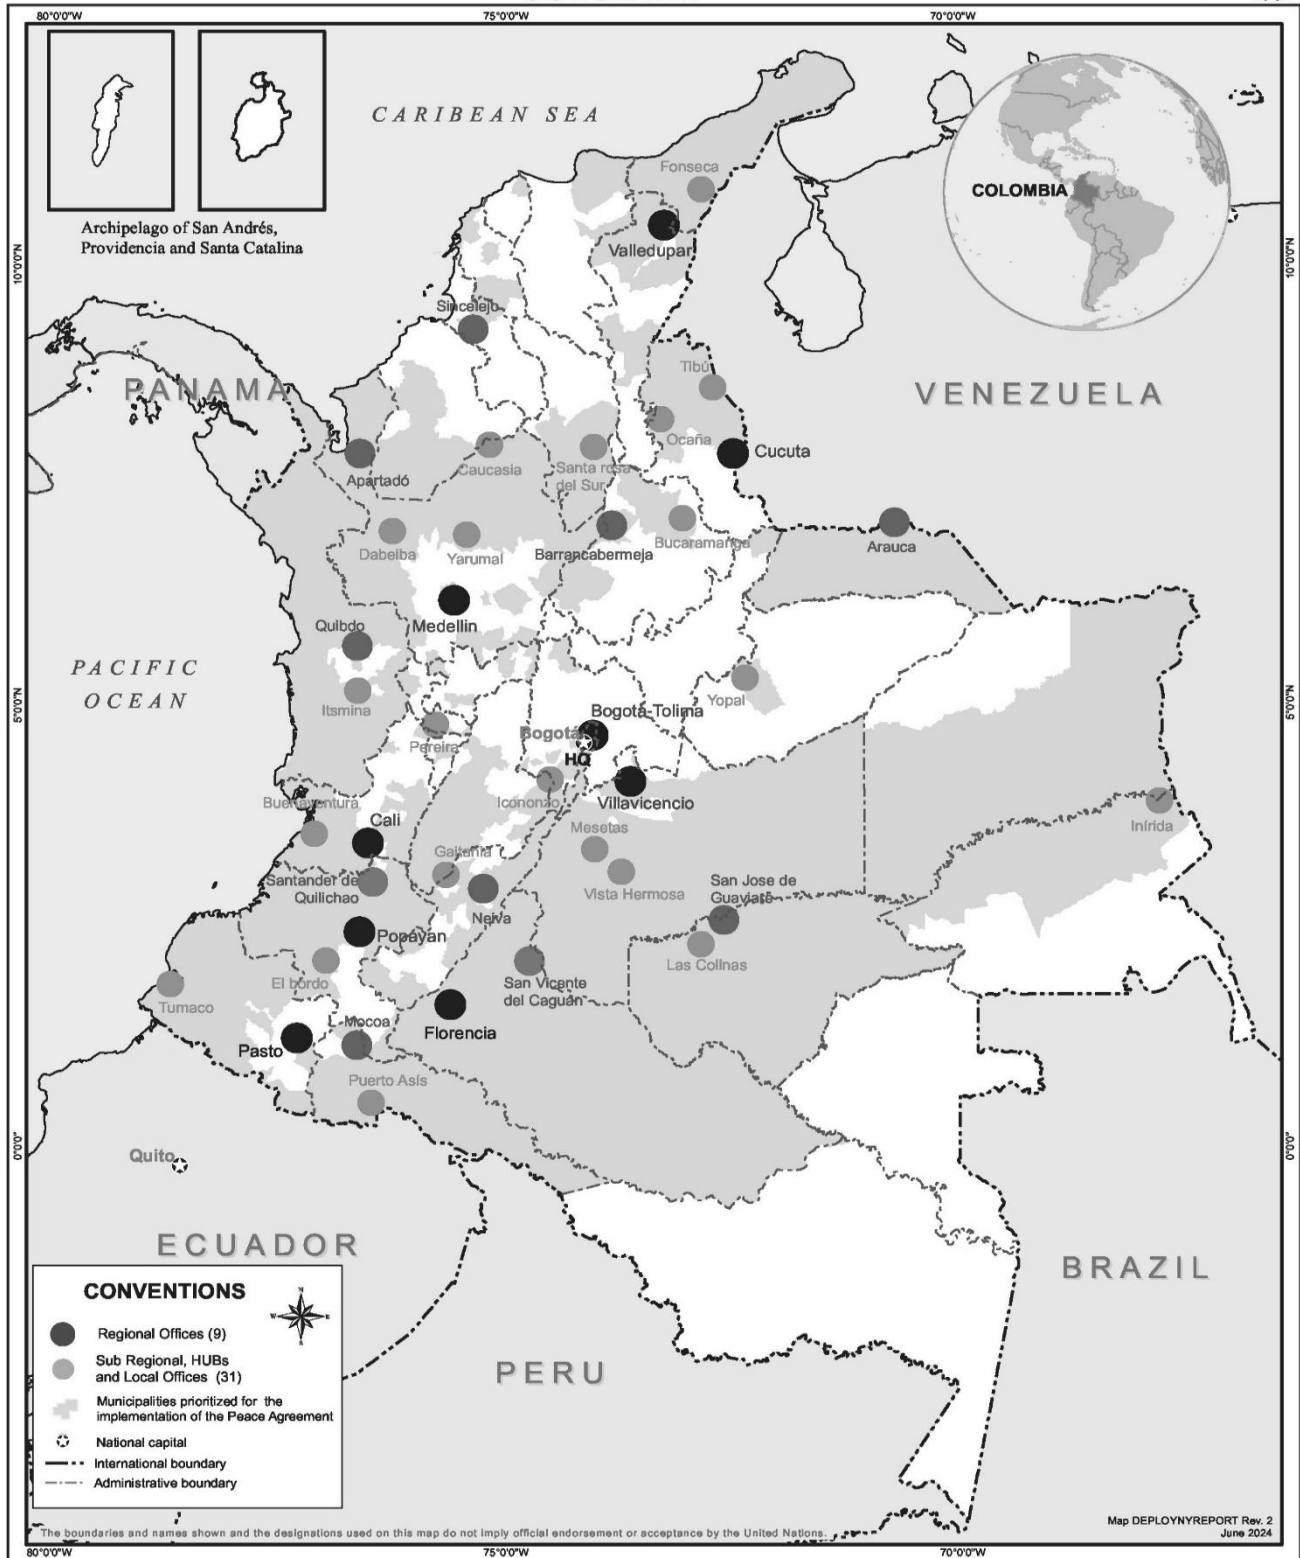 80°0'0"W
75°0'0"W
70°0'0"W
CARIBEAN SEA
COLOMBIA
Archipelago of San Andrés,
Providencia and Santa Catalina
Fonseca
Valledupar
10°0'0"N
10°0'0"N
Sincelejo
PANAMA
VENEZUELA
Tibú
Ocaña
Cucuta
Apartadó
Caucasia
Santa rosa
del Sur
Dabeiba
Yarumal
Barrancabermeja
Bucaramanga
Arauca
Medellin
Quibdo
PACIFIC
OCEAN
Itsmina
Yopal
5°0'0"N
5°0'0"N
Pereira
Bogotá-Tolima
Bogotá
HQ
Icononzo
Villavicencio
Inírida
Buenaventura
Cali
Mesetas
Gaitania
Vista Hermosa
Santander de
Quilichao
Neiva
San Jose de
Guaviare
Popayan
Las Colinas
El bordo
San Vicente
del Caguán
Tumaco
Mocoa
Florencia
Pasto
Puerto Asís
0°0'0"
0°0'0"
Quito
ECUADOR
BRAZIL
PERU
CONVENTIONS
N
W
E
S
Regional Offices (9)
Sub Regional, HUBs
and Local Offices (31)
Municipalities prioritized for the
implementation of the Peace Agreement
National capital
International boundary
Administrative boundary
The boundaries and names shown and the designations used on this map do not imply official endorsement or acceptance by the United Nations.
Map DEPLOYNYREPORT Rev. 2
June 2024
80°0'0"W
75°0'0"W
70°0'0"W